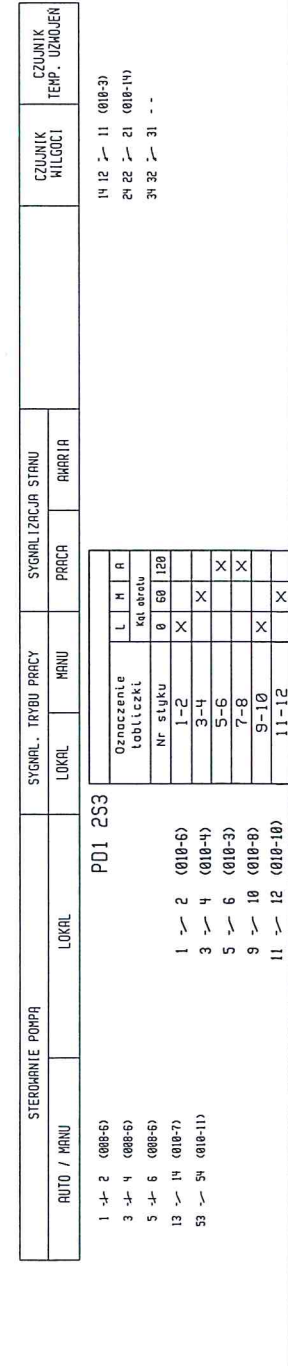 STEROWANIE POMPĄ
AUTO / MANU
LOKAL
SYGNAL. TRYBU PRACY
LOKAL
MANU
SYGNALIZACJA STANU
PRACA
AWARIA
CZUJNIK
WILGOCI
CZUJNIK
TEMP. UZWOJEŃ
1 2 (008-6)
3 4 (008-6)
5 6 (008-6)
13 14 (010-7)
53 54 (010-11)
PD1 2S3
1 2 (010-6)
3 4 (010-4)
5 6 (010-3)
9 10 (010-8)
11 12 (010-10)
Oznaczenie
tabliczki
L M A
Kąt obrotu
Nr styku 0 60 120
1-2 X
3-4 X
5-6 X
7-8 X
9-10 X
11-12 X
14 12 11 (010-3)
24 22 21 (010-14)
34 32 31 --